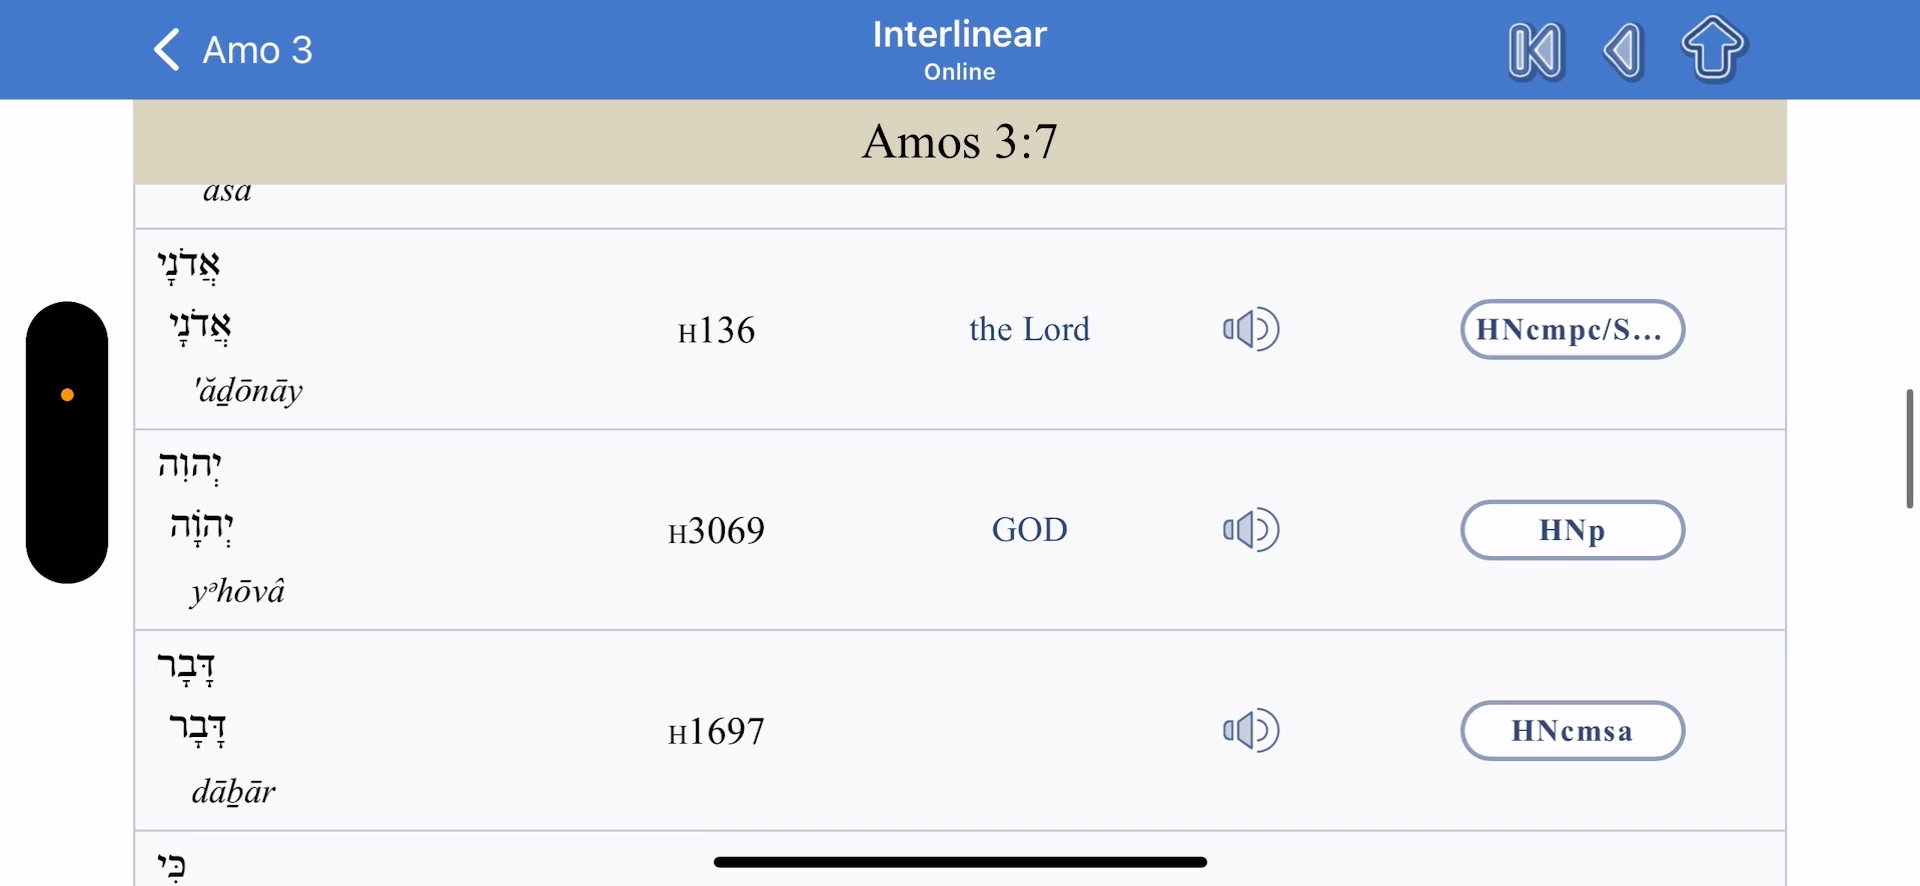 Amo 3
Interlinear
Online
Amos 3:7
אֲדֹנָי
אֲדֹנָי
'ăḏōnāy
H136
the Lord
HNcmpc/S...
יְהוִה
יְהֹוָה
yᵊhōvâ
H3069
GOD
HNp
דָּבָר
דָּבָר
dāḇār
H1697
HNcmsa
כִּי